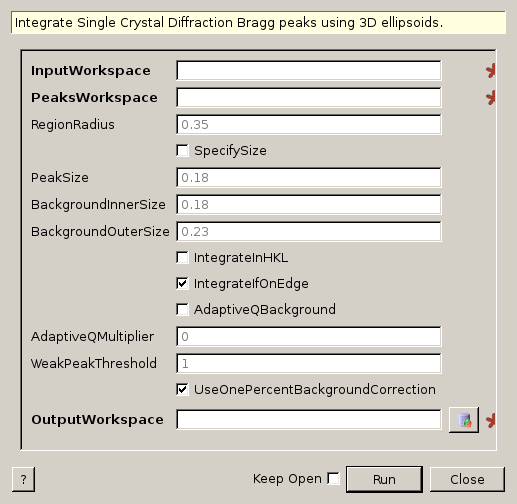 Integrate Single Crystal Diffraction Bragg peaks using 3D ellipsoids.
InputWorkspace
PeaksWorkspace
RegionRadius 0.35
SpecifySize
PeakSize 0.18
BackgroundInnerSize 0.18
BackgroundOuterSize 0.23
IntegrateInHKL
IntegrateIfOnEdge
AdaptiveQBackground
AdaptiveQMultiplier 0
WeakPeakThreshold 1
UseOnePercentBackgroundCorrection
OutputWorkspace
? Keep Open Run Close